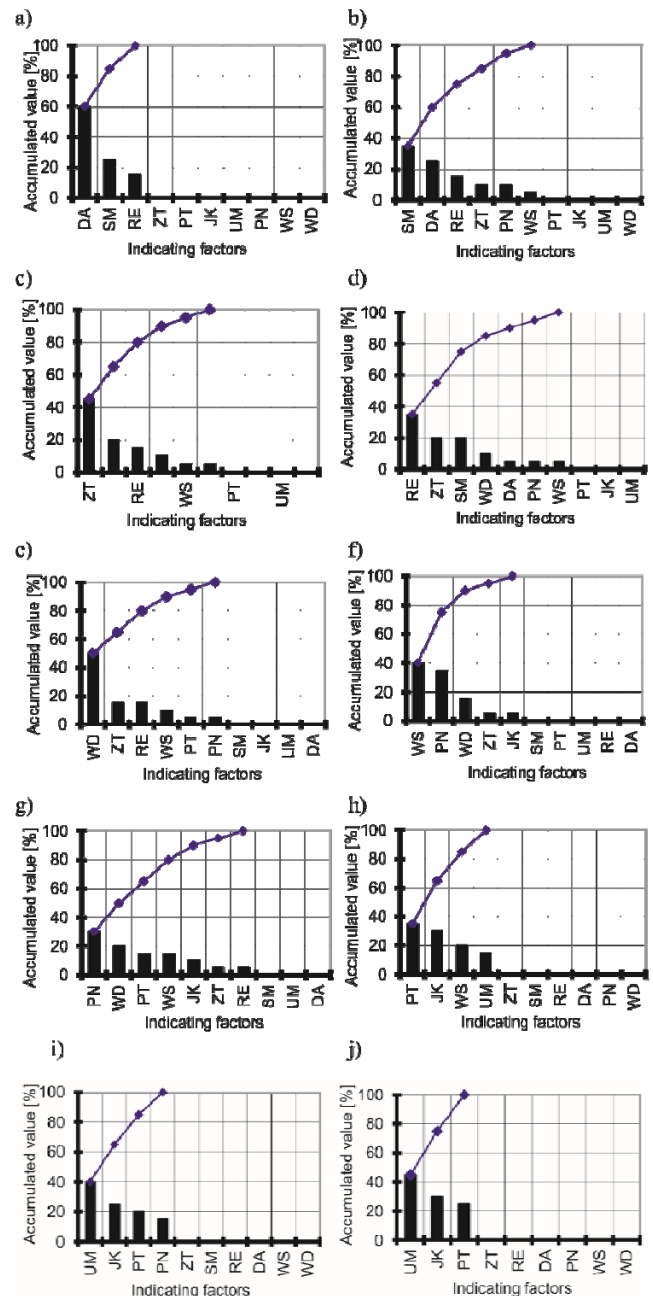 a)
Accumulated value [%]
100
80
60
40
20
0
DA SM RE ZT PT JK UM PN WS WD
Indicating factors
b)
Accumulated value [%]
100
80
60
40
20
0
SM DA RE ZT PN WS PT JK UM WD
Indicating factors
c)
Accumulated value [%]
100
80
60
40
20
0
ZT RE WS PT UM
Indicating factors
d)
Accumulated value [%]
100
80
60
40
20
0
RE ZT SM WD DA PN WS PT JK UM
Indicating factors
c)
Accumulated value [%]
100
80
60
40
20
0
WD ZT RE WS PT PN SM JK UM DA
Indicating factors
f)
Accumulated value [%]
100
80
60
40
20
0
WS PN WD ZT JK SM PT UM RE DA
Indicating factors
g)
Accumulated value [%]
100
80
60
40
20
0
PN WD PT WS JK ZT RE SM UM DA
Indicating factors
h)
Accumulated value [%]
100
80
60
40
20
0
PT JK WS UM ZT SM RE DA PN WD
Indicating factors
i)
Accumulated value [%]
100
80
60
40
20
0
UM JK PT PN ZT SM RE DA WS WD
Indicating factors
j)
Accumulated value [%]
100
80
60
40
20
0
UM JK PT ZT RE DA PN WS WD
Indicating factors